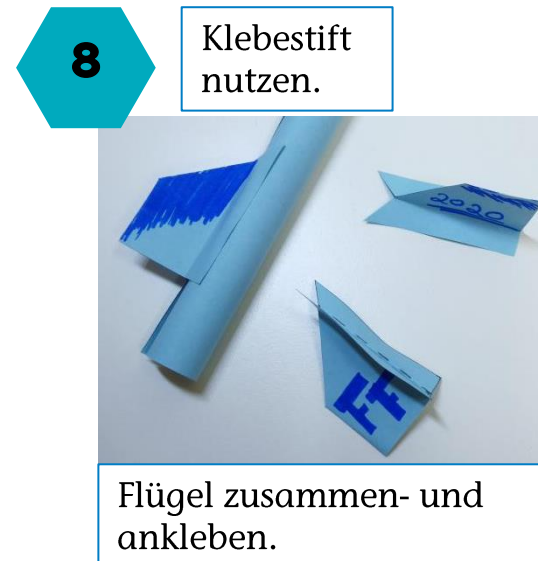 8
Klebestift
nutzen.
2020
FF
Flügel zusammen- und
ankleben.